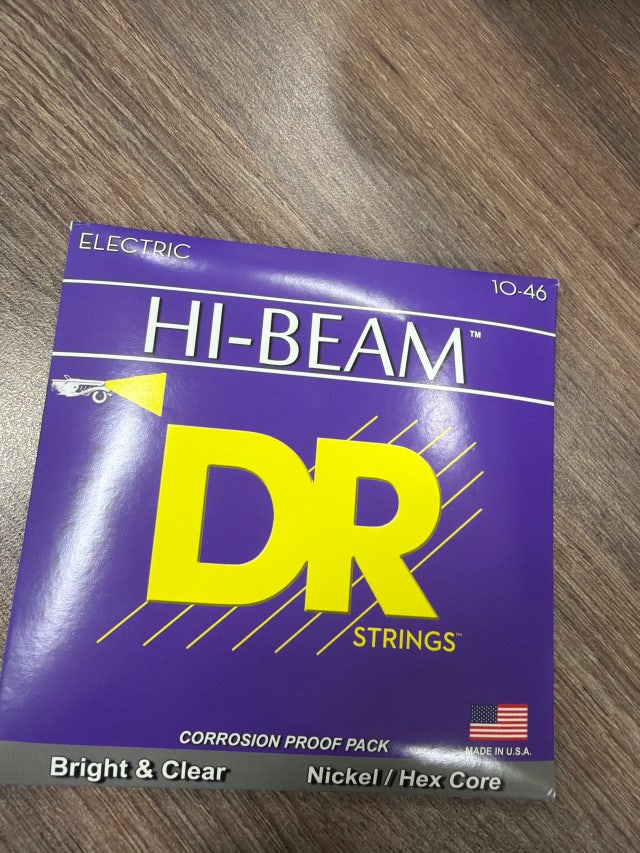 ELECTRIC
10-46
HI-BEAM™
DR
STRINGS™
CORROSION PROOF PACK
MADE IN U.S.A.
Bright & Clear
Nickel / Hex Core